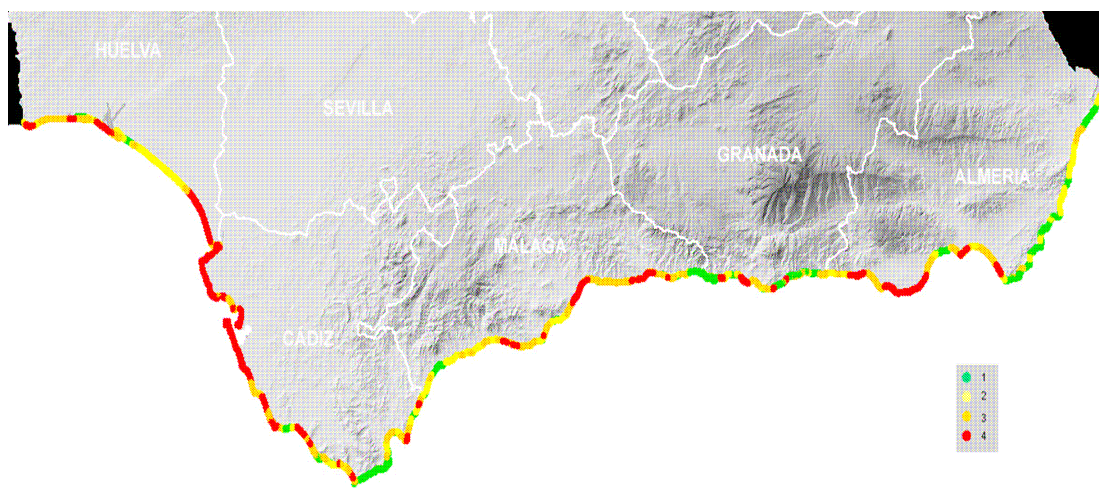 HUELVA
SEVILLA
GRANADA
ALMERIA
MALAGA
CADIZ
1
2
3
4